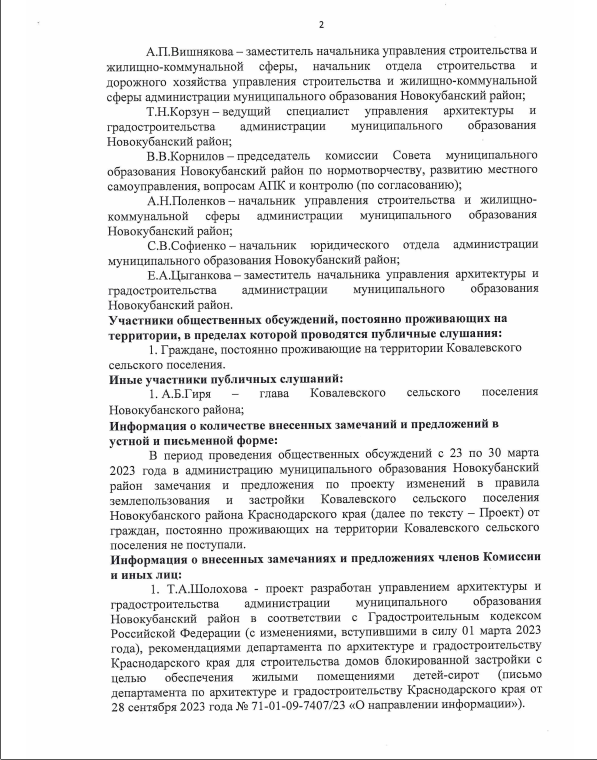 2
А.П.Вишнякова – заместитель начальника управления строительства и
жилищно-коммунальной сферы, начальник отдела строительства и
дорожного хозяйства управления строительства и жилищно-коммунальной
сферы администрации муниципального образования Новокубанский район;
Т.Н.Корзун – ведущий специалист управления архитектуры и
градостроительства администрации муниципального образования
Новокубанский район;
В.В.Корнилов – председатель комиссии Совета муниципального
образования Новокубанский район по нормотворчеству, развитию местного
самоуправления, вопросам АПК и контролю (по согласованию);
А.Н.Поленков – начальник управления строительства и жилищно-
коммунальной сферы администрации муниципального образования
Новокубанский район;
С.В.Софиенко – начальник юридического отдела администрации
муниципального образования Новокубанский район;
Е.А.Цыганкова – заместитель начальника управления архитектуры и
градостроительства администрации муниципального образования
Новокубанский район.
Участники общественных обсуждений, постоянно проживающих на
территории, в пределах которой проводятся публичные слушания:
1. Граждане, постоянно проживающие на территории Ковалевского
сельского поселения.
Иные участники публичных слушаний:
1. А.Б.Гиря – глава Ковалевского сельского поселения
Новокубанского района;
Информация о количестве внесенных замечаний и предложений в
устной и письменной форме:
В период проведения общественных обсуждений с 23 по 30 марта
2023 года в администрацию муниципального образования Новокубанский
район замечания и предложения по проекту изменений в правила
землепользования и застройки Ковалевского сельского поселения
Новокубанского района Краснодарского края (далее по тексту – Проект) от
граждан, постоянно проживающих на территории Ковалевского сельского
поселения не поступали.
Информация о внесенных замечаниях и предложениях членов Комиссии
и иных лиц:
1. Т.А.Шолохова - проект разработан управлением архитектуры и
градостроительства администрации муниципального образования
Новокубанский район в соответствии с Градостроительным кодексом
Российской Федерации (с изменениями, вступившими в силу 01 марта 2023
года), рекомендациями департамента по архитектуре и градостроительству
Краснодарского края для строительства домов блокированной застройки с
целью обеспечения жилыми помещениями детей-сирот (письмо
департамента по архитектуре и градостроительству Краснодарского края от
28 сентября 2023 года № 71-01-09-7407/23 «О направлении информации»).